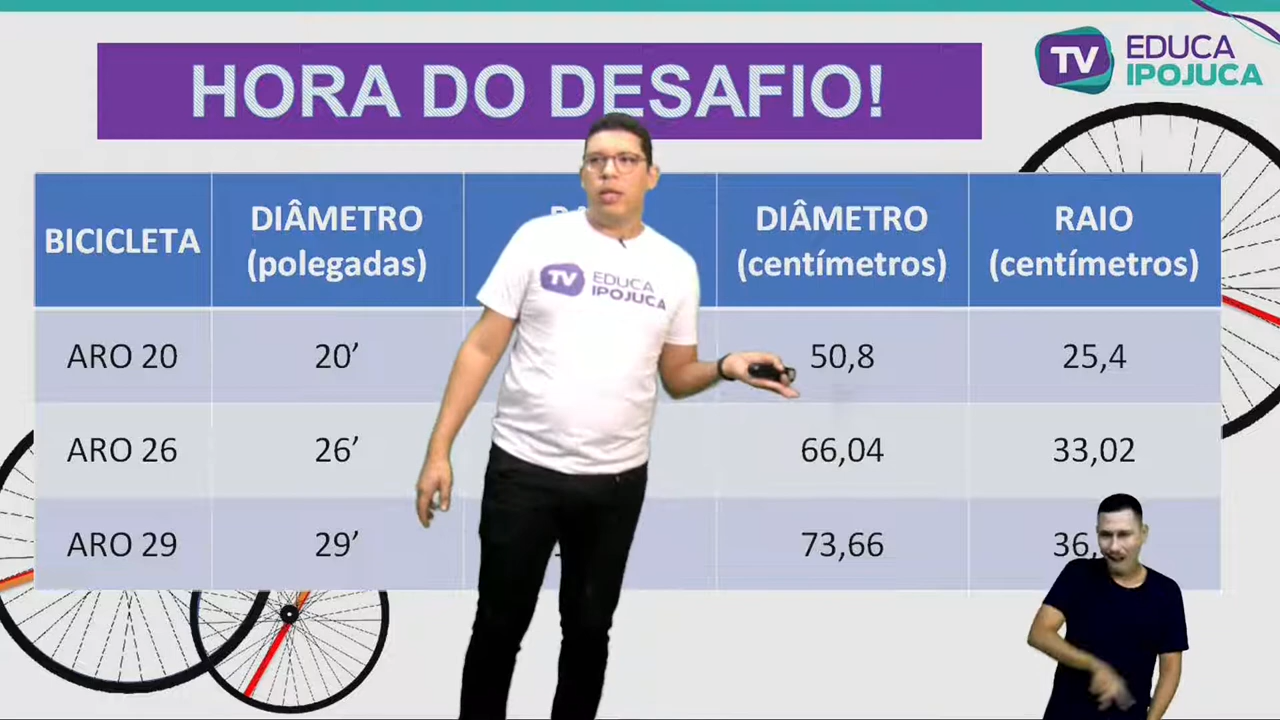 HORA DO DESAFIO!
TV EDUCA
IPOJUCA
BICICLETA
DIÂMETRO
(polegadas)
DIÂMETRO
(centímetros)
RAIO
(centímetros)
TV EDUCA
IPOJUCA
ARO 20 20’ 50,8 25,4
ARO 26 26’ 66,04 33,02
ARO 29 29’ 73,66 36,